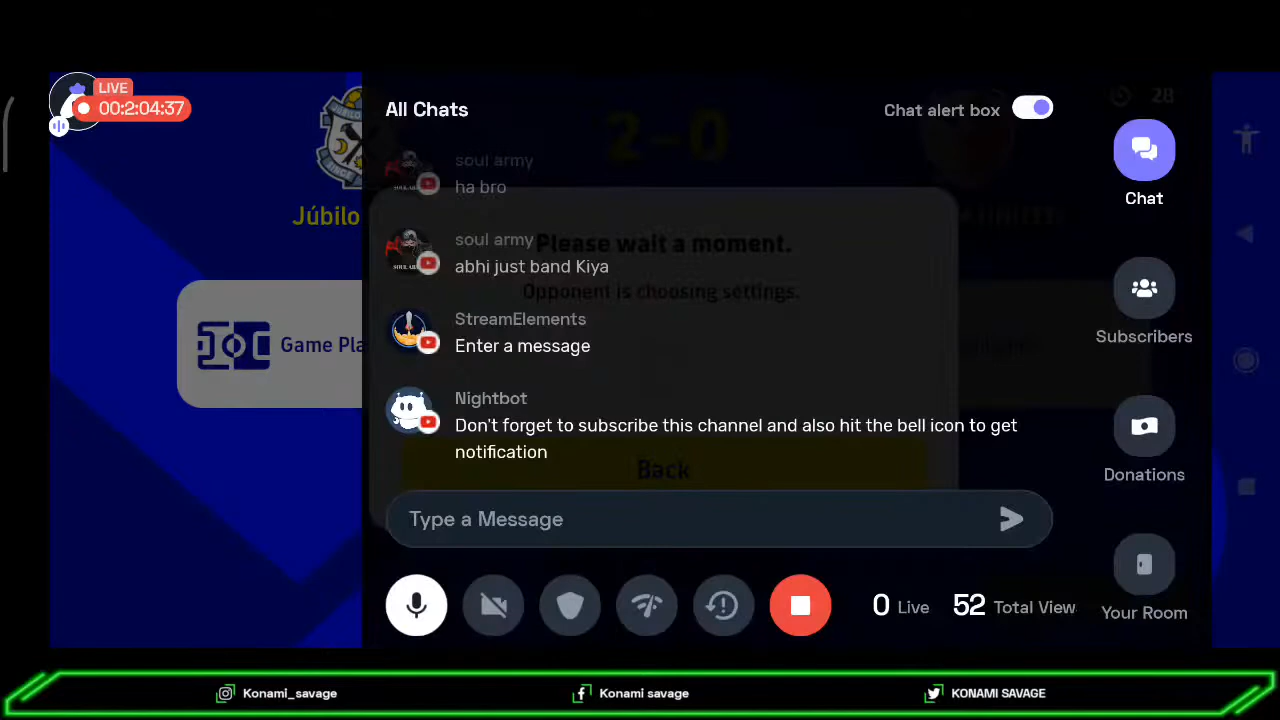 LIVE
00:2:04:37
All Chats
Chat alert box
28
2-0
soul army
ha bro
Chat
Júbilo
soul army
abhi just band Kiya
Please wait a moment.
Opponent is choosing settings.
StreamElements
Enter a message
Subscribers
Game Pla
Nightbot
Don't forget to subscribe this channel and also hit the bell icon to get
notification
Back
Donations
Type a Message
0 Live
52 Total View
Your Room
Konami_savage
Konami savage
KONAMI SAVAGE